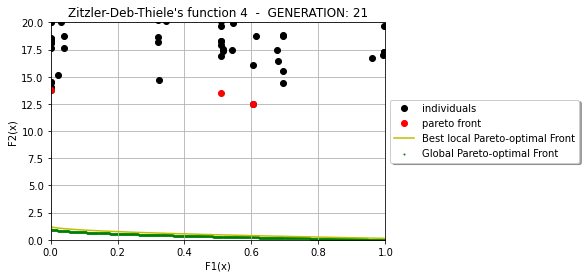 Zitzler-Deb-Thiele's function 4 - GENERATION: 21
20.0
17.5
15.0
12.5
10.0
7.5
5.0
2.5
0.0
F2(x)
0.0 0.2 0.4 0.6 0.8 1.0
F1(x)
individuals
pareto front
Best local Pareto-optimal Front
Global Pareto-optimal Front